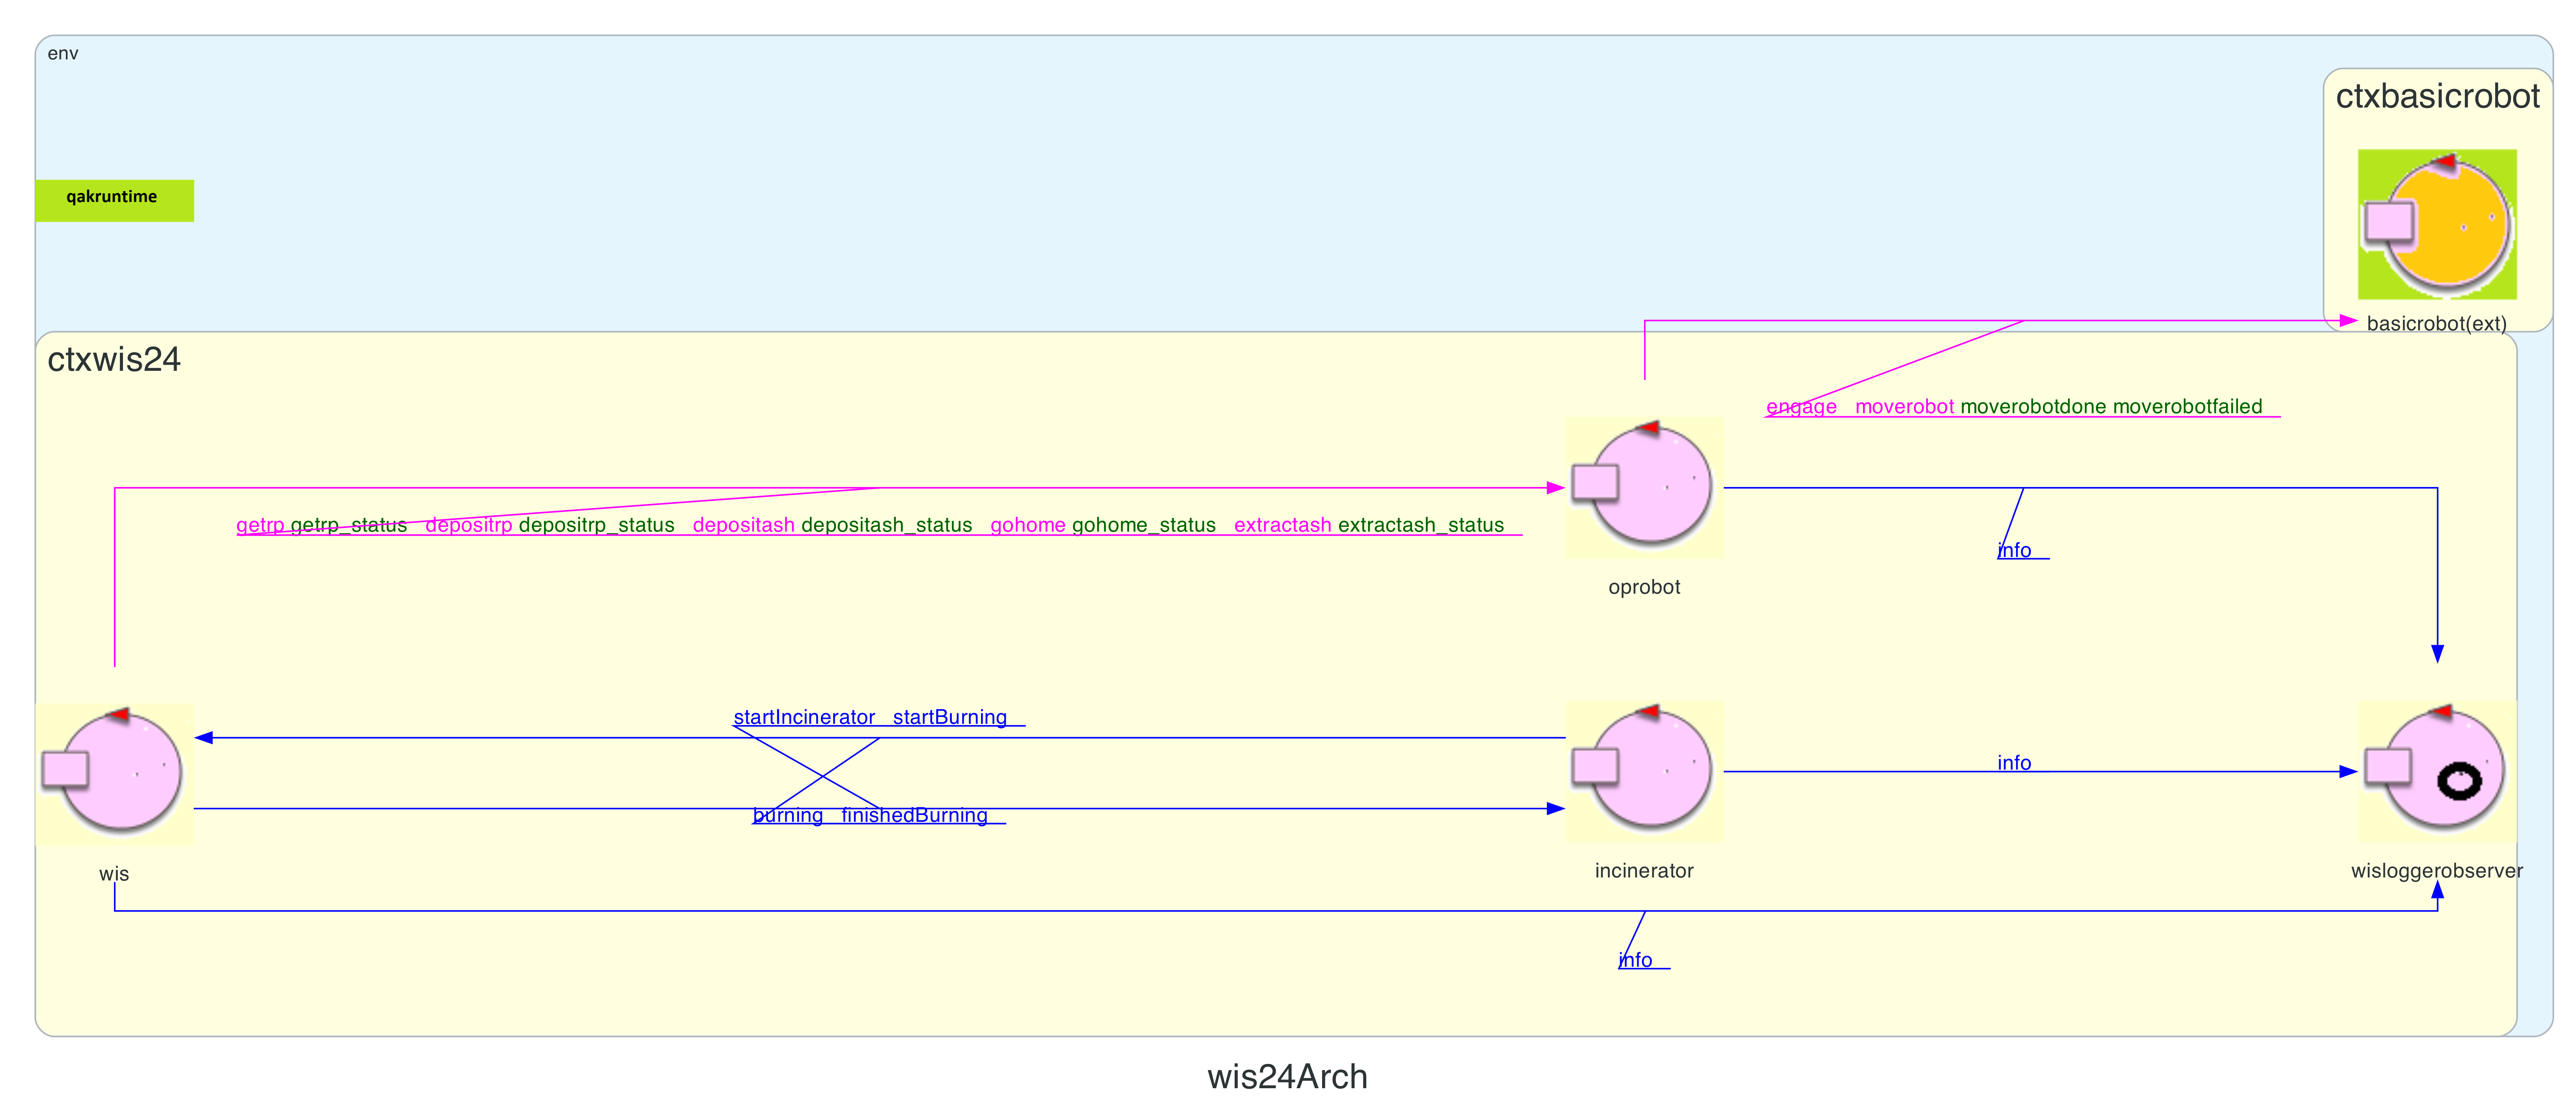 env
ctxbasicrobot
qakruntime
basicrobot(ext)
ctxwis24
engage moverobot moverobotdone moverobotfailed
getrp getrp_status depositrp depositrp_status depositash depositash_status gohome gohome_status extractash extractash_status
info
oprobot
startIncinerator startBurning
info
burning finishedBurning
wis
incinerator
wisloggerobserver
info
wis24Arch